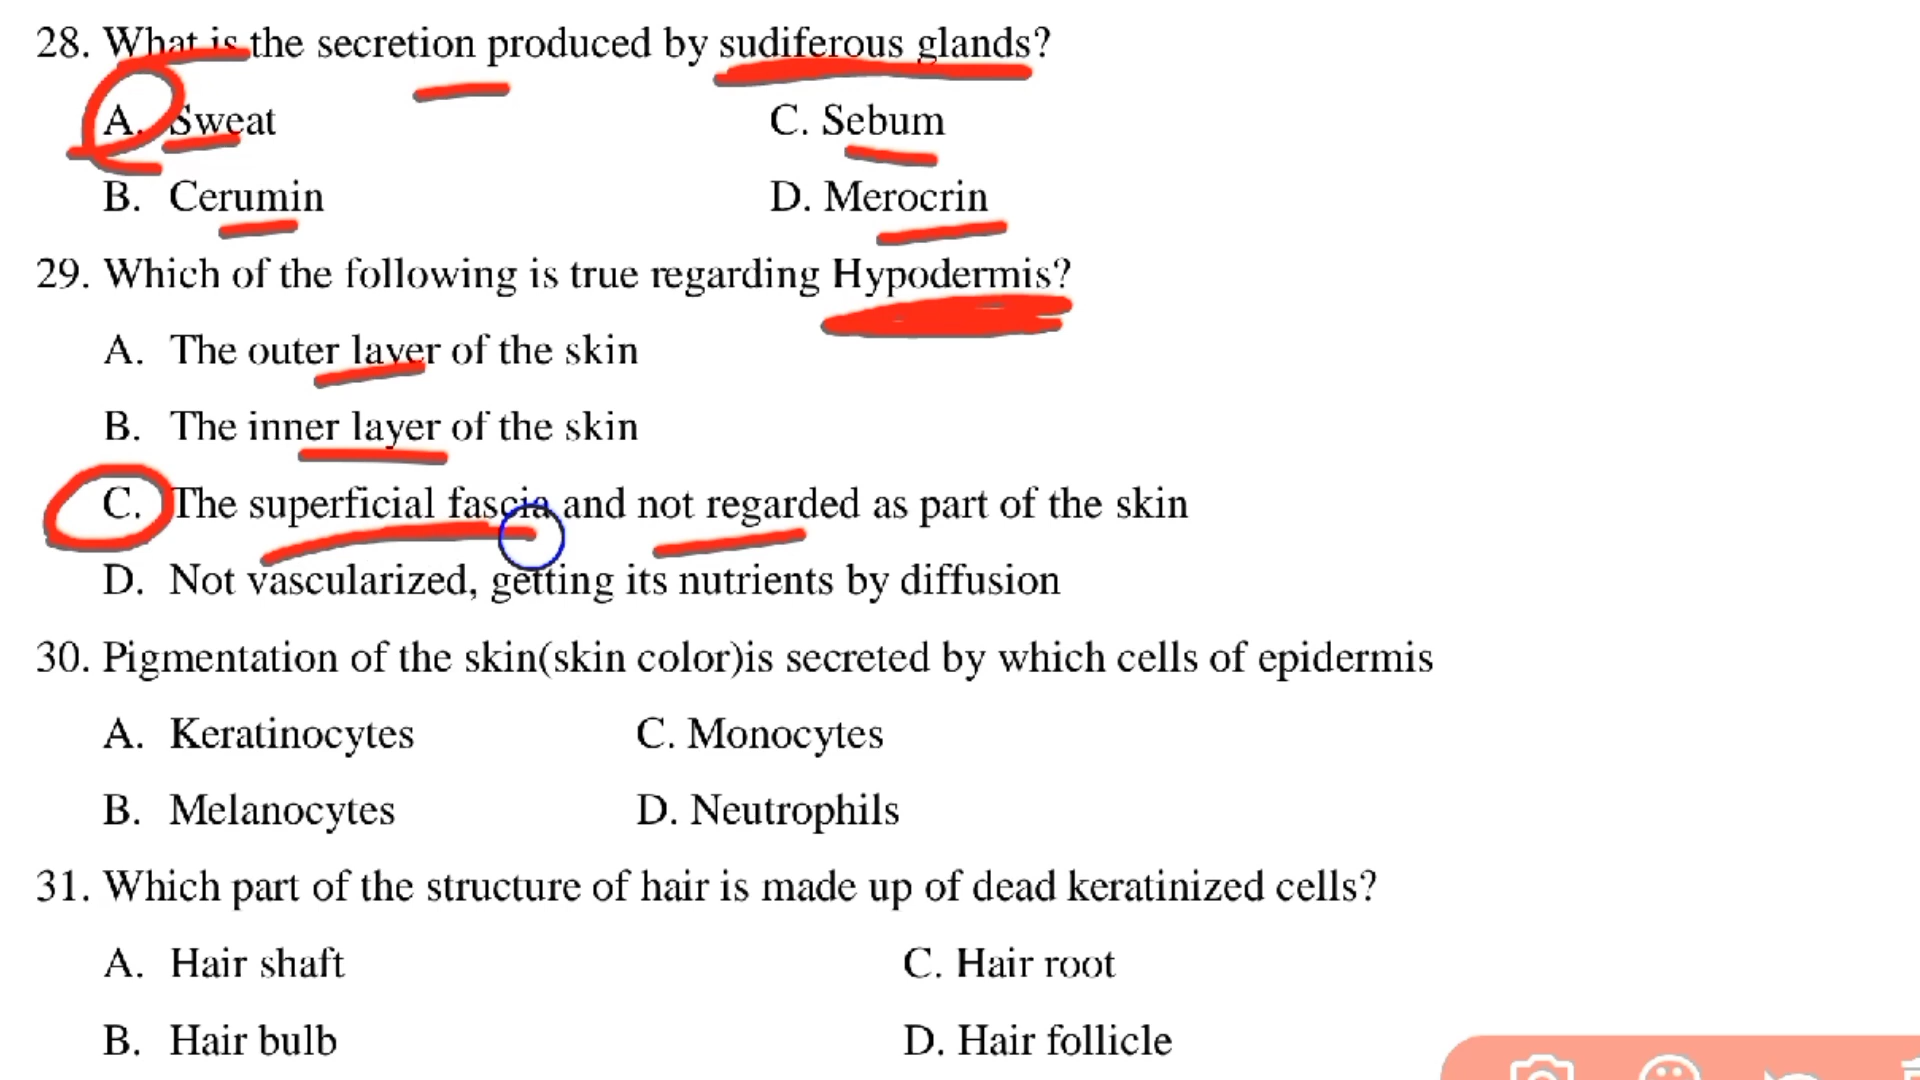 28. What is the secretion produced by sudiferous glands?
A. Sweat C. Sebum
B. Cerumin D. Merocrin
29. Which of the following is true regarding Hypodermis?
A. The outer layer of the skin
B. The inner layer of the skin
C. The superficial fascia and not regarded as part of the skin
D. Not vascularized, getting its nutrients by diffusion
30. Pigmentation of the skin(skin color)is secreted by which cells of epidermis
A. Keratinocytes C. Monocytes
B. Melanocytes D. Neutrophils
31. Which part of the structure of hair is made up of dead keratinized cells?
A. Hair shaft C. Hair root
B. Hair bulb D. Hair follicle